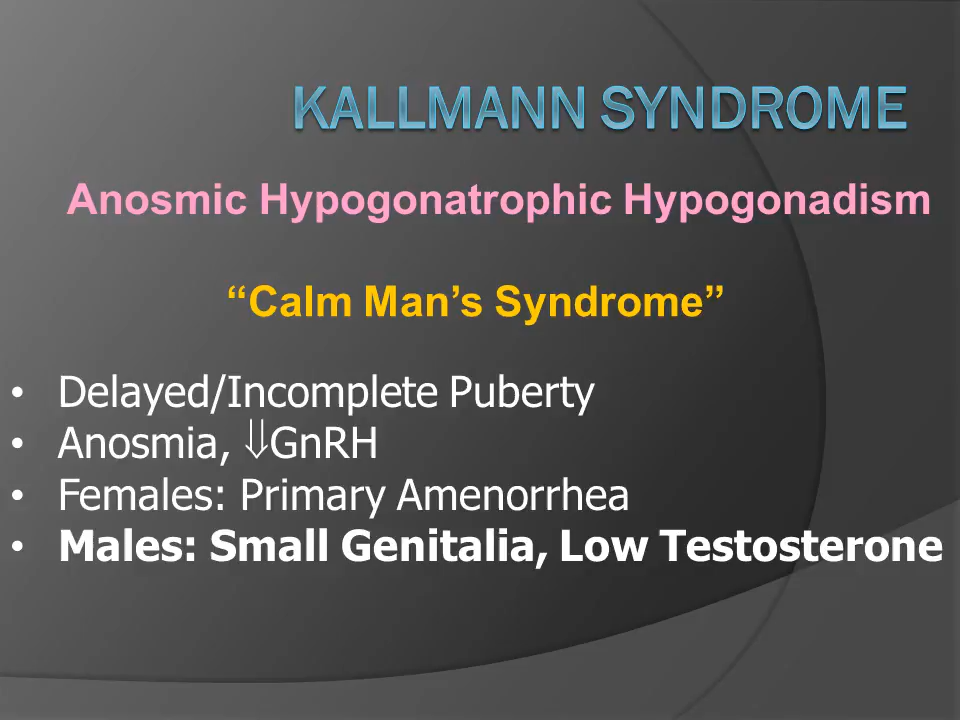 KALLMANN SYNDROME
Anosmic Hypogonatrophic Hypogonadism
“Calm Man’s Syndrome”
• Delayed/Incomplete Puberty
• Anosmia, ⇓GnRH
• Females: Primary Amenorrhea
• Males: Small Genitalia, Low Testosterone